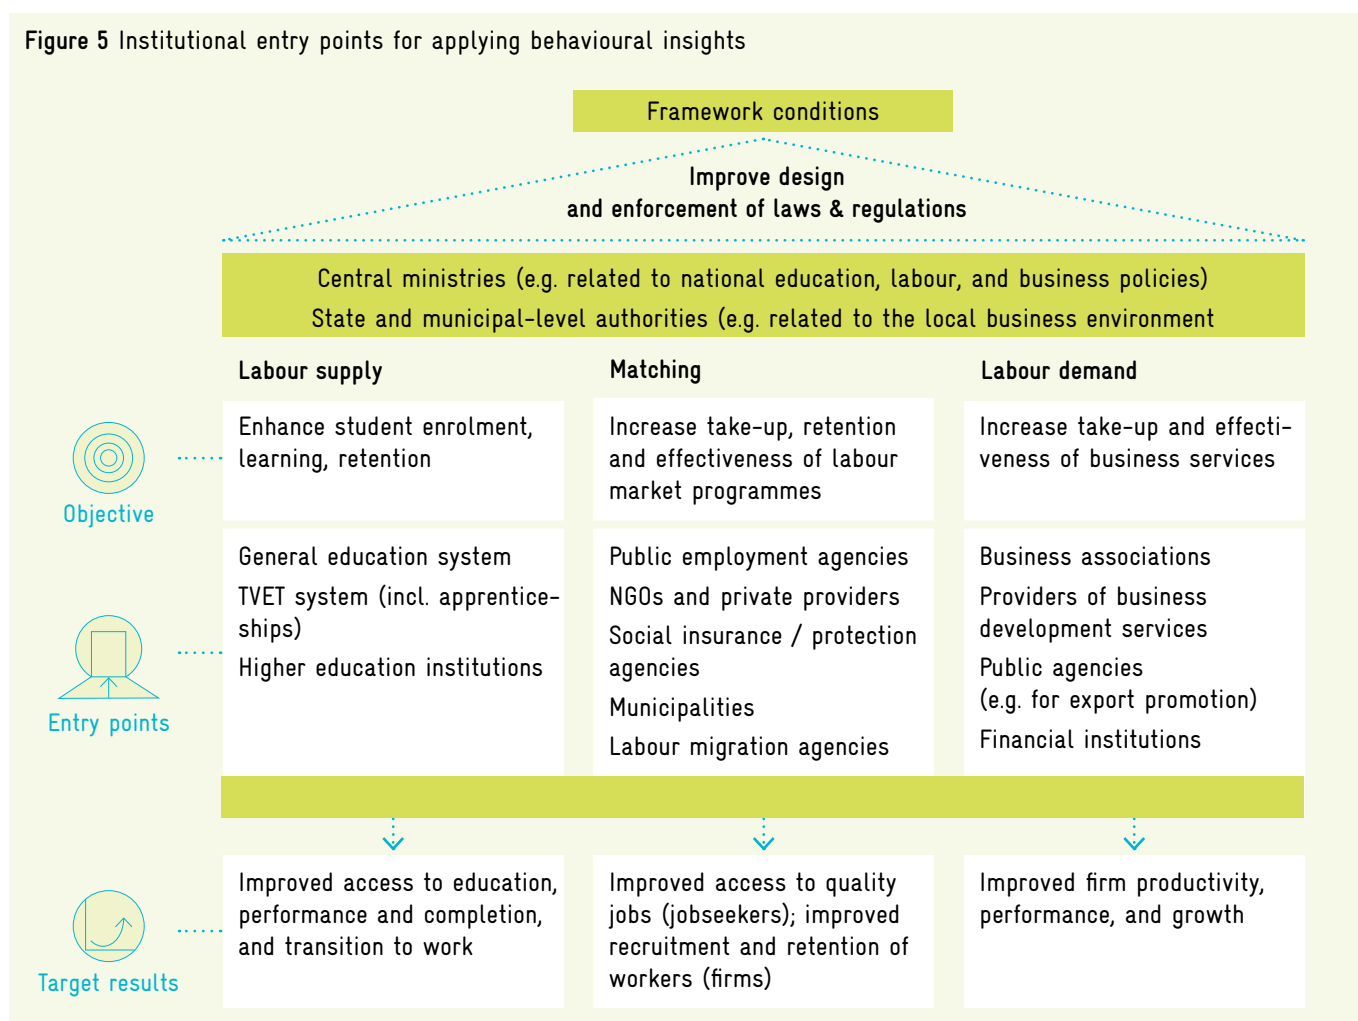 Figure 5 Institutional entry points for applying behavioural insights
Framework conditions
Improve design
and enforcement of laws & regulations
Central ministries (e.g. related to national education, labour, and business policies)
State and municipal-level authorities (e.g. related to the local business environment
Labour supply
Matching
Labour demand
Objective
Enhance student enrolment,
learning, retention
Increase take-up, retention
and effectiveness of labour
market programmes
Increase take-up and effecti-
veness of business services
Entry points
General education system
TVET system (incl. apprentice-
ships)
Higher education institutions
Public employment agencies
NGOs and private providers
Social insurance / protection
agencies
Municipalities
Labour migration agencies
Business associations
Providers of business
development services
Public agencies
(e.g. for export promotion)
Financial institutions
Target results
Improved access to education,
performance and completion,
and transition to work
Improved access to quality
jobs (jobseekers); improved
recruitment and retention of
workers (firms)
Improved firm productivity,
performance, and growth